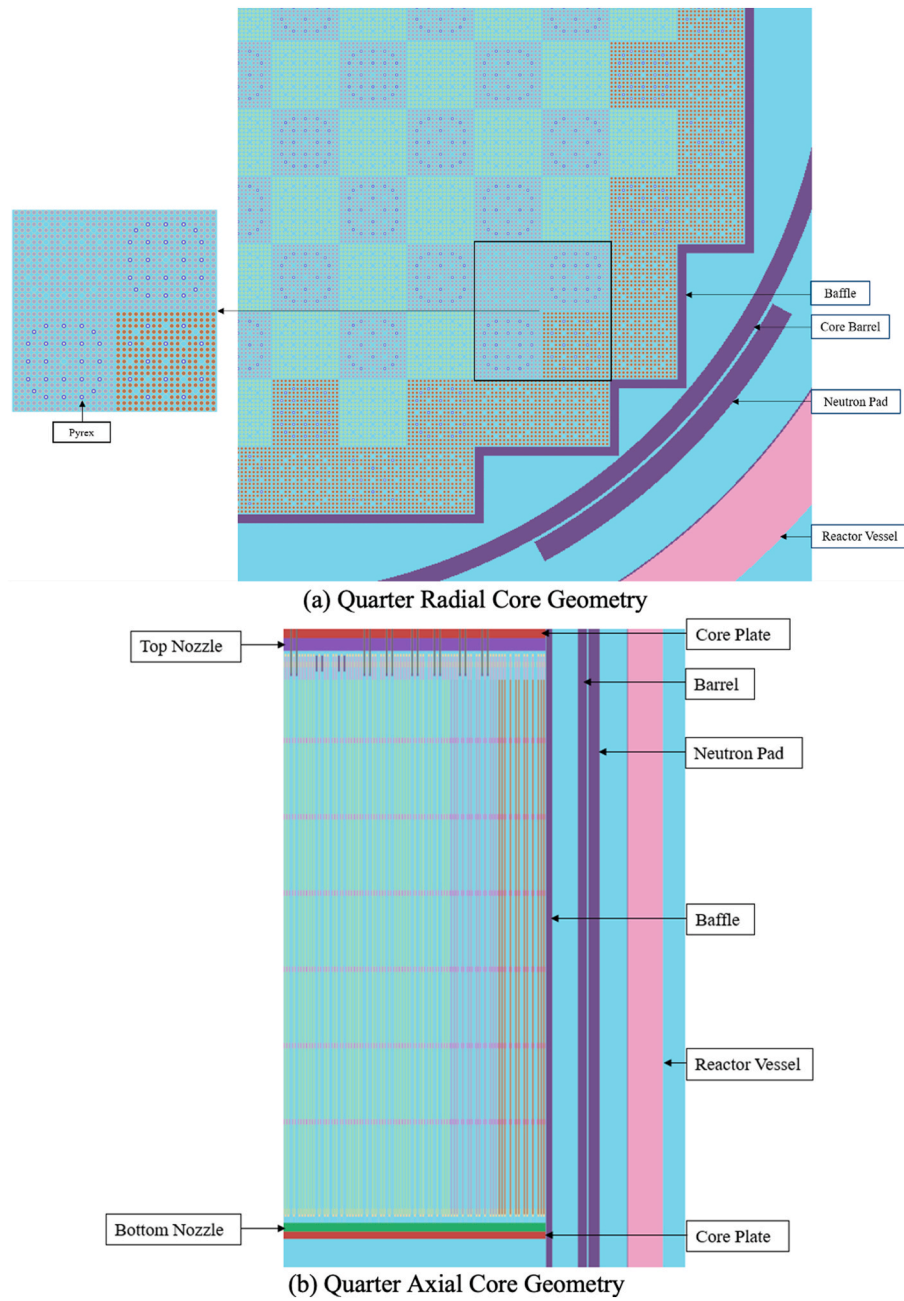 Baffle
Core Barrel
Pyrex
Neutron Pad
Reactor Vessel
(a) Quarter Radial Core Geometry
Top Nozzle
Core Plate
Barrel
Neutron Pad
Baffle
Reactor Vessel
Bottom Nozzle
Core Plate
(b) Quarter Axial Core Geometry